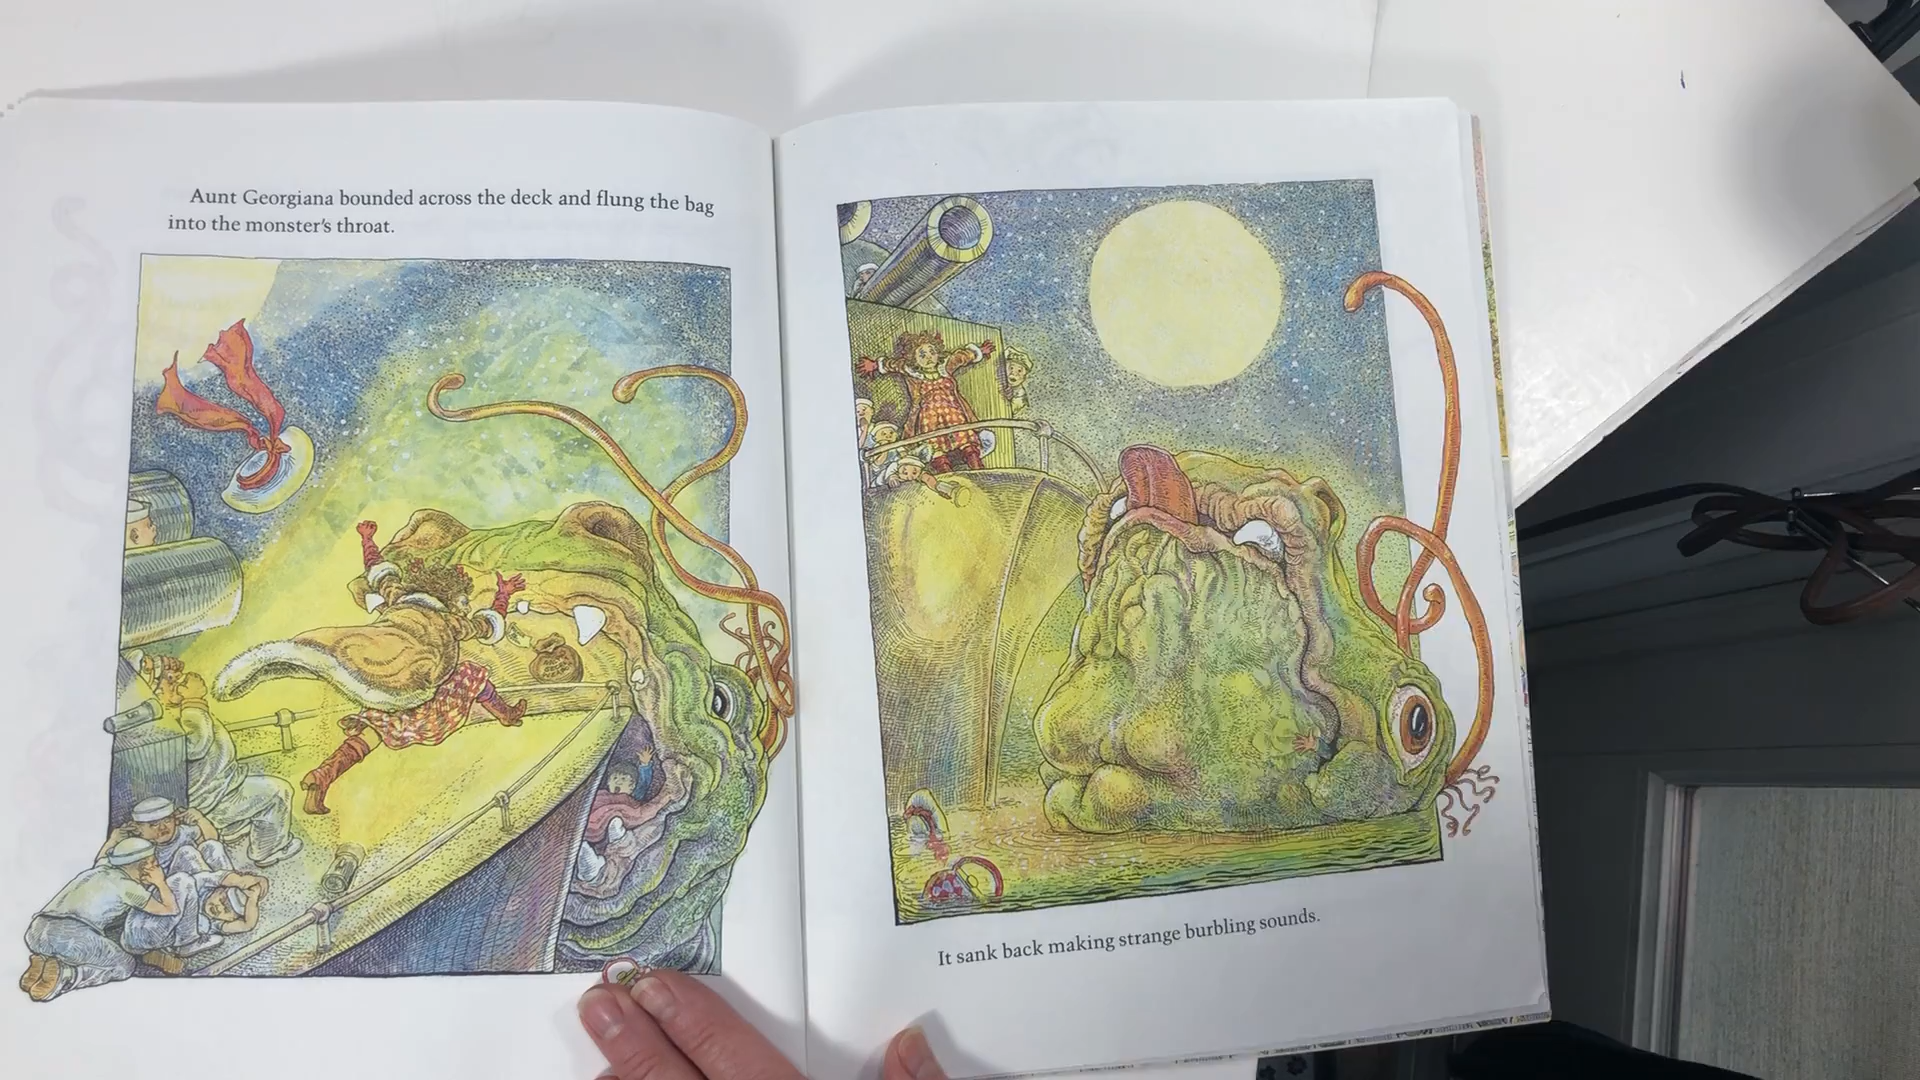 Aunt Georgiana bounded across the deck and flung the bag
into the monster's throat.
It sank back making strange burbling sounds.